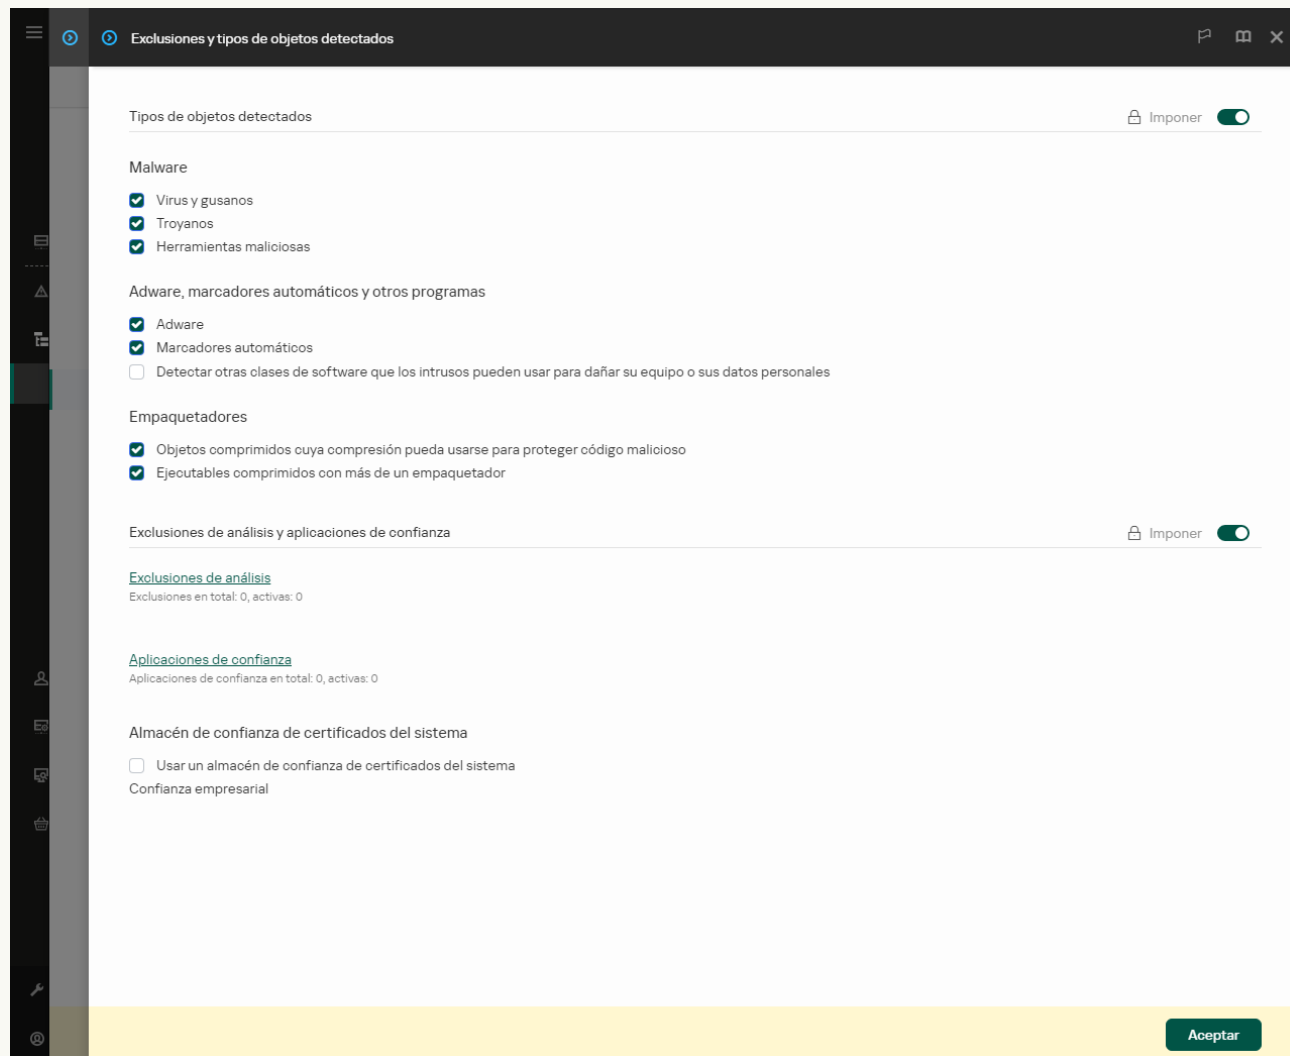 Exclusiones y tipos de objetos detectados
Tipos de objetos detectados
Imponer
Malware
Virus y gusanos
Troyanos
Herramientas maliciosas
Adware, marcadores automáticos y otros programas
Adware
Marcadores automáticos
Detectar otras clases de software que los intrusos pueden usar para dañar su equipo o sus datos personales
Empaquetadores
Objetos comprimidos cuya compresión pueda usarse para proteger código malicioso
Ejecutables comprimidos con más de un empaquetador
Exclusiones de análisis y aplicaciones de confianza
Imponer
Exclusiones de análisis
Exclusiones en total: 0, activas: 0
Aplicaciones de confianza
Aplicaciones de confianza en total: 0, activas: 0
Almacén de confianza de certificados del sistema
Usar un almacén de confianza de certificados del sistema
Confianza empresarial
Aceptar